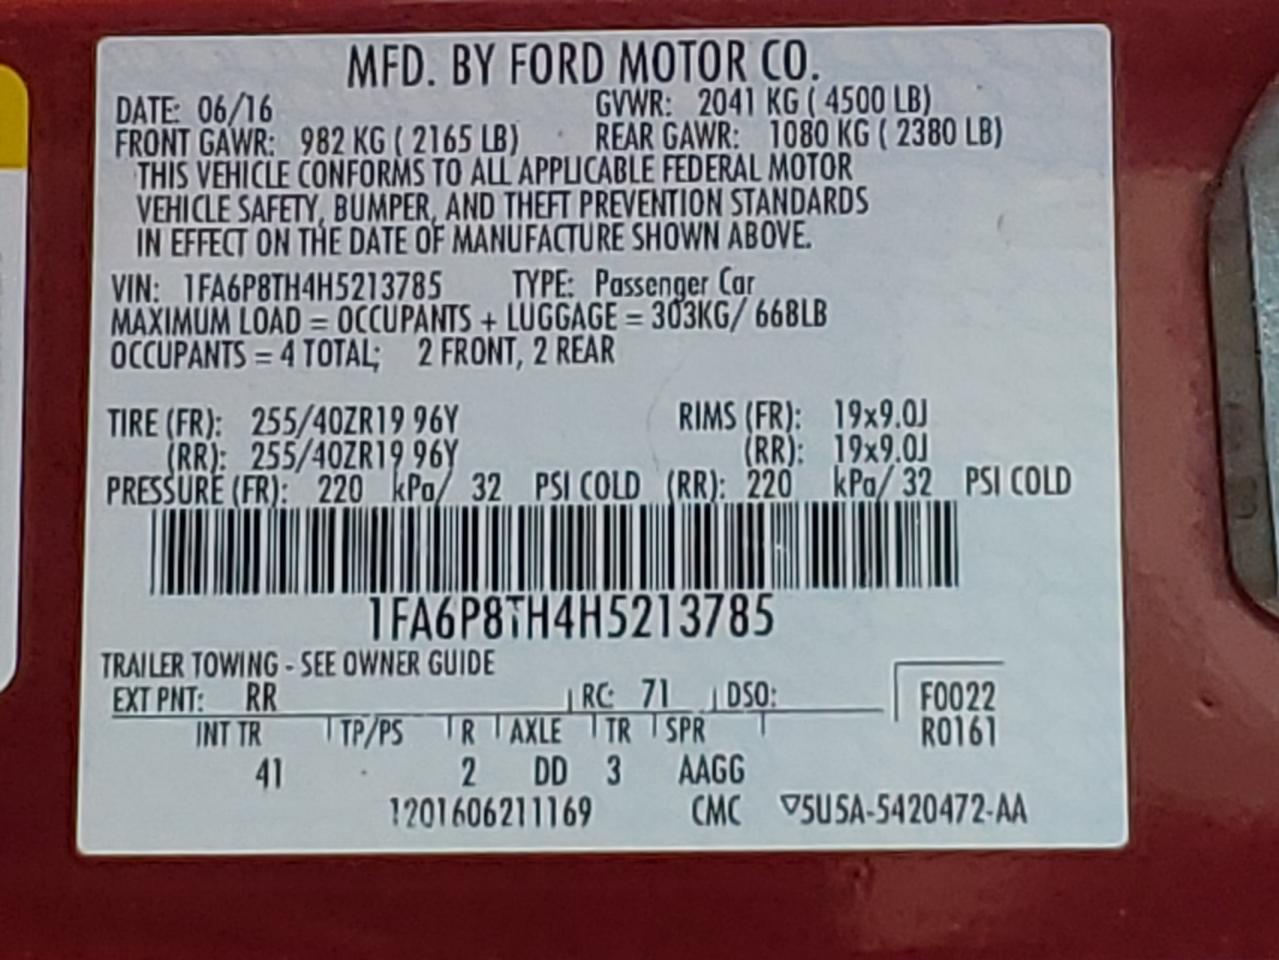 MFD. BY FORD MOTOR CO.
DATE: 06/16 GVWR: 2041 KG ( 4500 LB)
FRONT GAWR: 982 KG ( 2165 LB) REAR GAWR: 1080 KG ( 2380 LB)
THIS VEHICLE CONFORMS TO ALL APPLICABLE FEDERAL MOTOR
VEHICLE SAFETY, BUMPER, AND THEFT PREVENTION STANDARDS
IN EFFECT ON THE DATE OF MANUFACTURE SHOWN ABOVE.
VIN: 1FA6P8TH4H5213785 TYPE: Passenger Car
MAXIMUM LOAD = OCCUPANTS + LUGGAGE = 303KG/ 668LB
OCCUPANTS = 4 TOTAL; 2 FRONT, 2 REAR
TIRE (FR): 255/40ZR19 96Y RIMS (FR): 19x9.0J
(RR): 255/40ZR19 96Y (RR): 19x9.0J
PRESSURE (FR): 220 kPa/ 32 PSI COLD (RR): 220 kPa/ 32 PSI COLD
1FA6P8TH4H5213785
TRAILER TOWING - SEE OWNER GUIDE
EXT PNT: RR RC: 71 DSO: F0022
INT TR TP/PS R AXLE TR SPR R0161
41 2 DD 3 AAGG
1201606211169 CMC ▽5U5A-5420472-AA